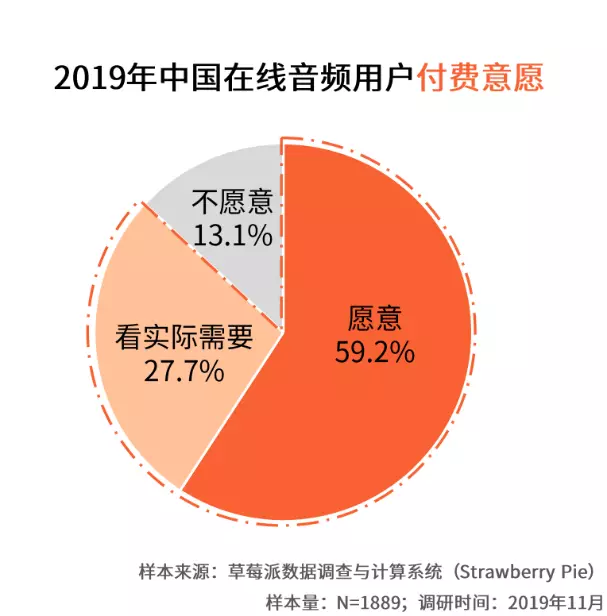 2019年中国在线音频用户付费意愿
不愿意
13.1%
愿意
59.2%
看实际需要
27.7%
样本来源：草莓派数据调查与计算系统（Strawberry Pie）
样本量：N=1889；调研时间：2019年11月